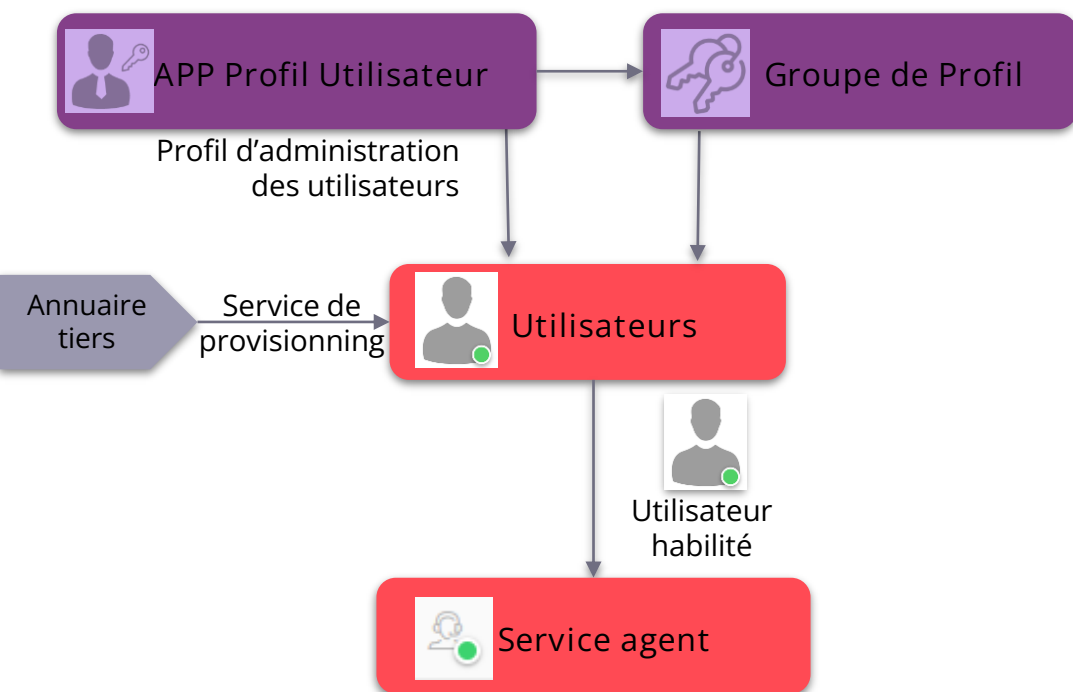 APP Profil Utilisateur
Groupe de Profil
Profil d’administration
des utilisateurs
Annuaire
tiers
Service de
provisionning
Utilisateurs
Utilisateur
habilité
Service agent